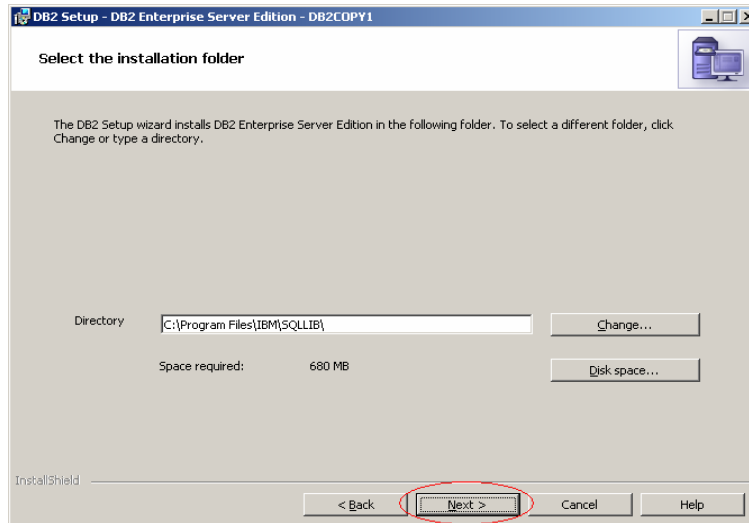 DB2 Setup - DB2 Enterprise Server Edition - DB2COPY1
Select the installation folder
The DB2 Setup wizard installs DB2 Enterprise Server Edition in the following folder. To select a different folder, click
Change or type a directory.
Directory C:\Program Files\IBM\SQLLIB\ Change...
Space required: 680 MB Disk space...
InstallShield
< Back Next > Cancel Help